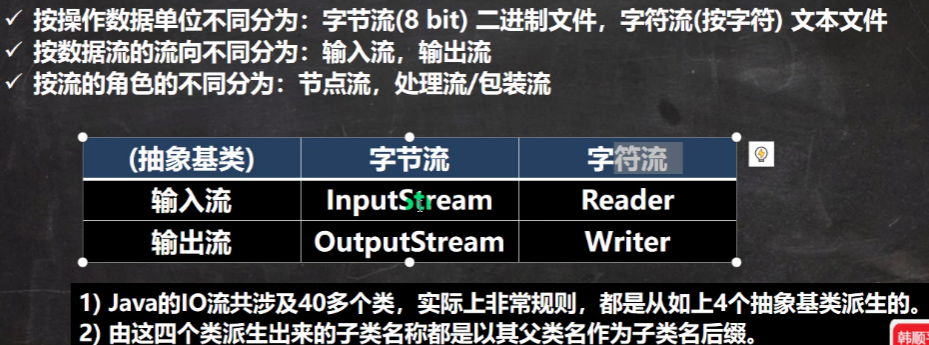 ✓ 按操作数据单位不同分为：字节流(8 bit) 二进制文件，字符流(按字符) 文本文件
✓ 按数据流的流向不同分为：输入流，输出流
✓ 按流的角色的不同分为：节点流，处理流/包装流
(抽象基类) 字节流 字符流
输入流 InputStream Reader
输出流 OutputStream Writer
1) Java的IO流共涉及40多个类，实际上非常规则，都是从如上4个抽象基类派生的。
2) 由这四个类派生出来的子类名称都是以其父类名作为子类名后缀。
韩顺